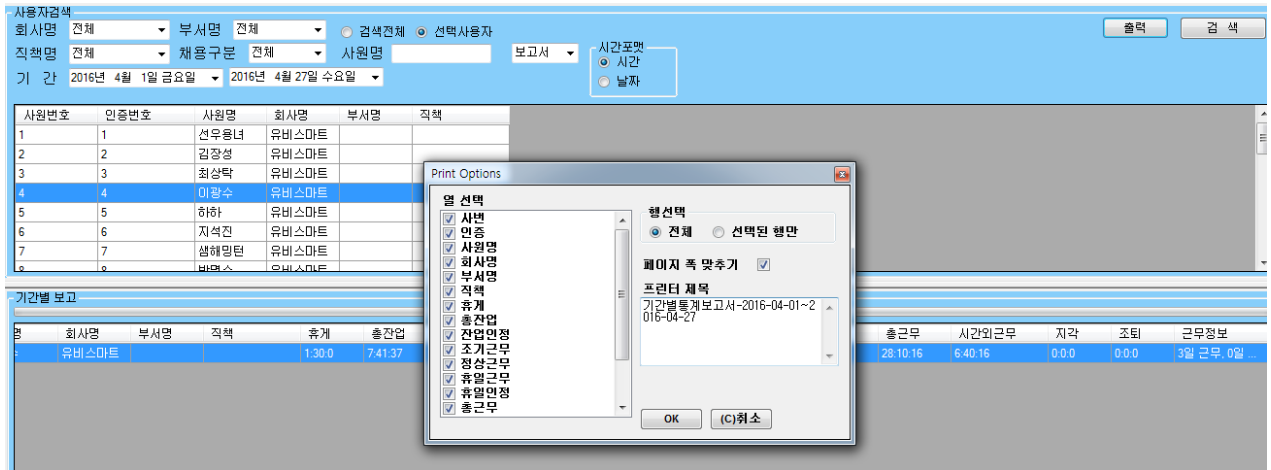 사용자검색
회사명 전체 부서명 전체 검색전체 선택사용자 출력 검 색
직책명 전체 채용구분 전체 사원명 보고서 시간포맷
시간
기 간 2016년 4월 1일 금요일 2016년 4월 27일 수요일 날짜
사원번호 인증번호 사원명 회사명 부서명 직책
1 1 선우용녀 유비스마트
2 2 김장성 유비스마트
3 3 최상탁 유비스마트
4 4 이광수 유비스마트
5 5 하하 유비스마트
6 6 지석진 유비스마트
7 7 샘해밍턴 유비스마트
Print Options
열 선택
사번
인증
사원명
회사명
부서명
직책
휴게
총잔업
잔업인정
조기근무
정상근무
휴일근무
휴일인정
총근무
행선택
전체 선택된 행만
페이지 폭 맞추기
프린터 제목
기간별통계보고서-2016-04-01~2
016-04-27
OK (C)취소
기간별 보고
회사명 부서명 직책 휴게 총잔업 총근무 시간외근무 지각 조퇴 근무정보
유비스마트 1:30:0 7:41:37 28:10:16 6:40:16 0:0:0 0:0:0 3일 근무, 0일 ...